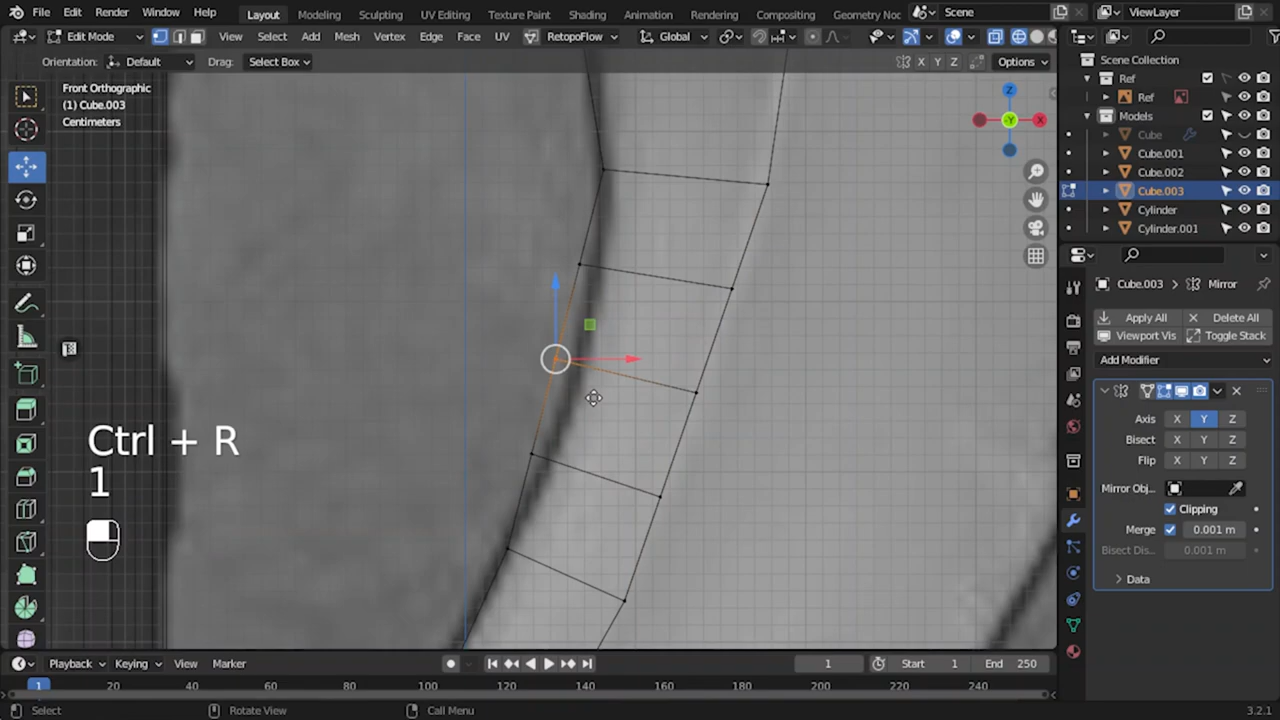 File Edit Render Window Help Layout Modeling Sculpting UV Editing Texture Paint Shading Animation Rendering Compositing Geometry Noc Scene ViewLayer
Edit Mode View Select Add Mesh Vertex Edge Face UV RetopoFlow Global
Orientation: Default Drag: Select Box X Y Z Options
Front Orthographic
(1) Cube.003
Centimeters
Z
-Y
X
Ctrl + R
1
Scene Collection
Ref
Ref
Models
Cube
Cube.001
Cube.002
Cube.003
Cylinder
Cylinder.001
Cube.003 > Mirror
Apply All Delete All
Viewport Vis Toggle Stack
Add Modifier
Axis X Y Z
Bisect X Y Z
Flip X Y Z
Mirror Obj...
Clipping
Merge 0.001 m
Bisect Dis... 0.001 m
Data
Playback Keying View Marker 1 Start 1 End 250
1 20 40 60 80 100 120 140 160 180 200 220 240
Select Rotate View Call Menu 3.2.1